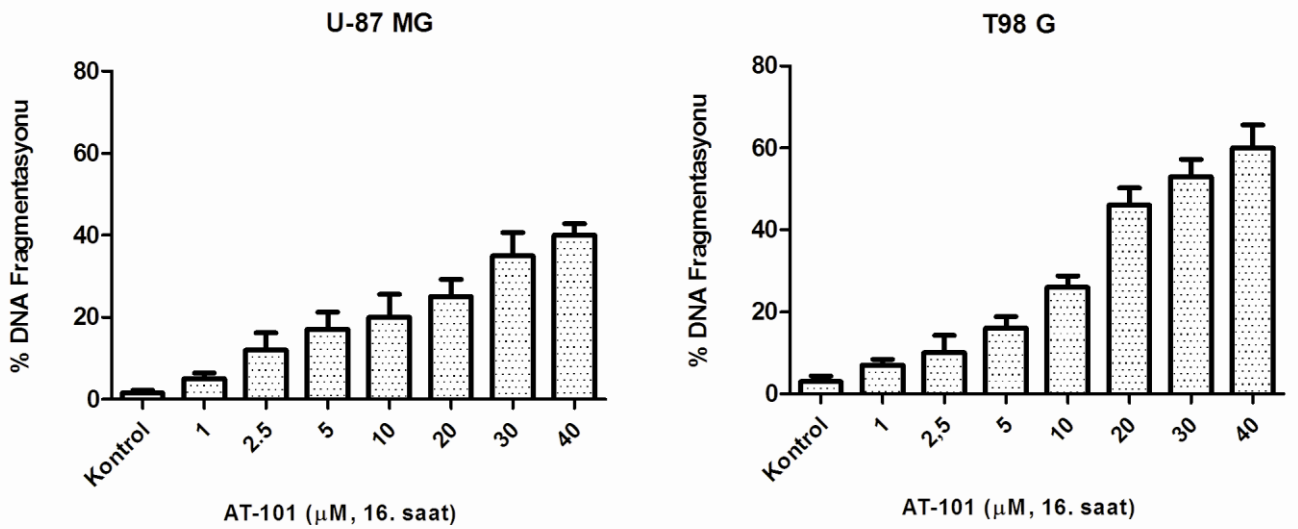 U-87 MG
% DNA Fragmentasyonu
80
60
40
20
0
Kontrol 1 2.5 5 10 20 30 40
AT-101 (μM, 16. saat)
T98 G
% DNA Fragmentasyonu
80
60
40
20
0
Kontrol 1 2,5 5 10 20 30 40
AT-101 (μM, 16. saat)